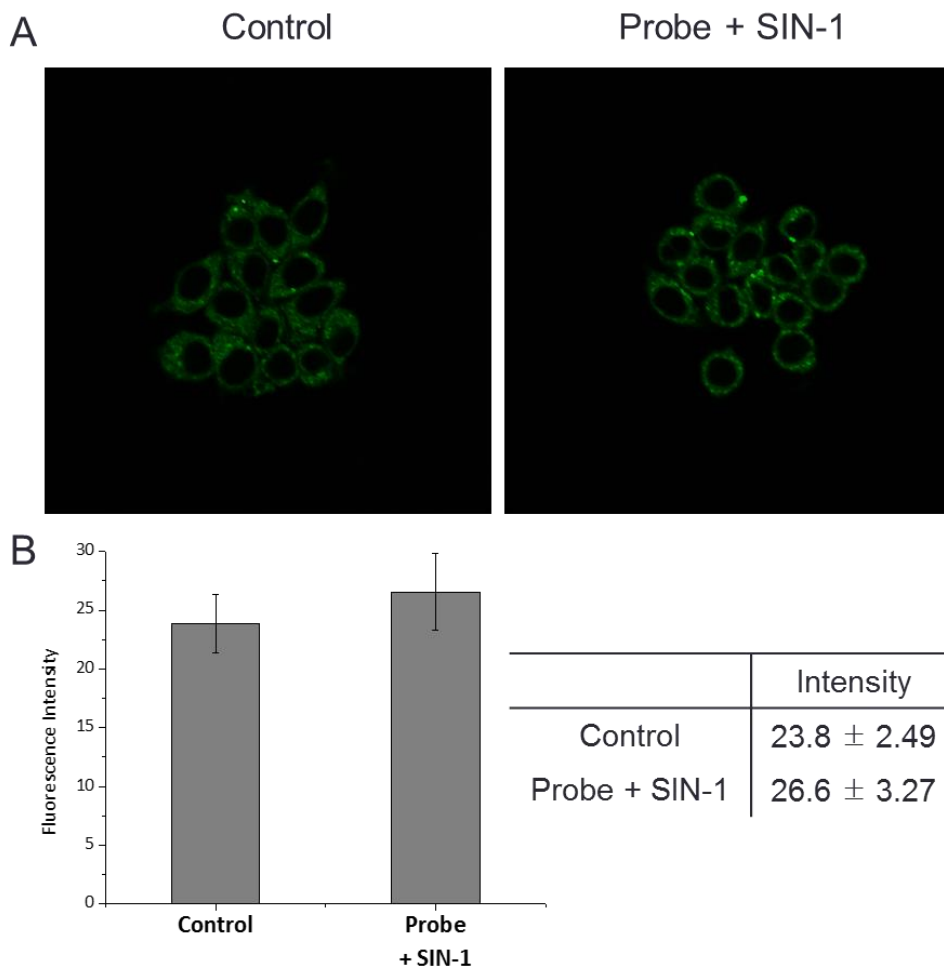 A
Control
Probe + SIN-1
B
30
25
20
15
10
5
0
Fluorescence Intensity
Control
Probe
+ SIN-1
Intensity
Control 23.8 ± 2.49
Probe + SIN-1 26.6 ± 3.27